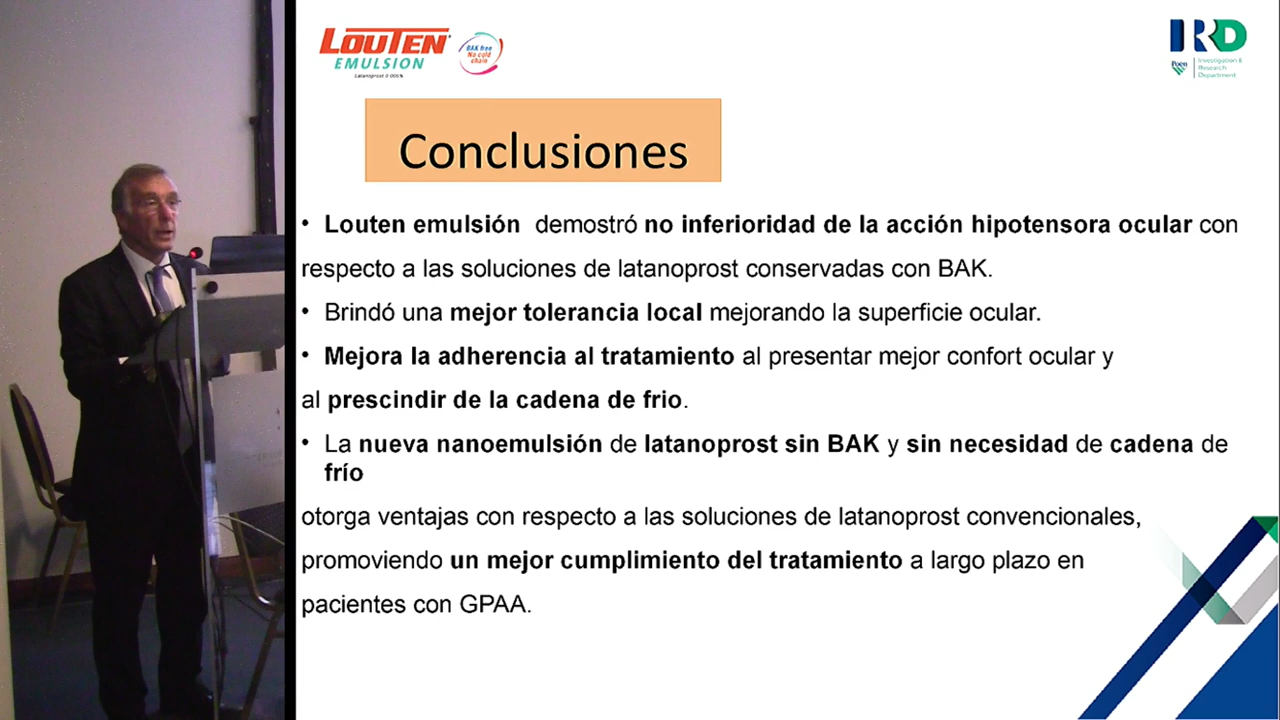 LOUTEN
EMULSION
Latanoprost 0.005%
BAK free
No cold
chain
IRD
Poen
Investigation &
Research
Department
Conclusiones
• Louten emulsión demostró no inferioridad de la acción hipotensora ocular con
respecto a las soluciones de latanoprost conservadas con BAK.
• Brindó una mejor tolerancia local mejorando la superficie ocular.
• Mejora la adherencia al tratamiento al presentar mejor confort ocular y
al prescindir de la cadena de frio.
• La nueva nanoemulsión de latanoprost sin BAK y sin necesidad de cadena de
frío
otorga ventajas con respecto a las soluciones de latanoprost convencionales,
promoviendo un mejor cumplimiento del tratamiento a largo plazo en
pacientes con GPAA.